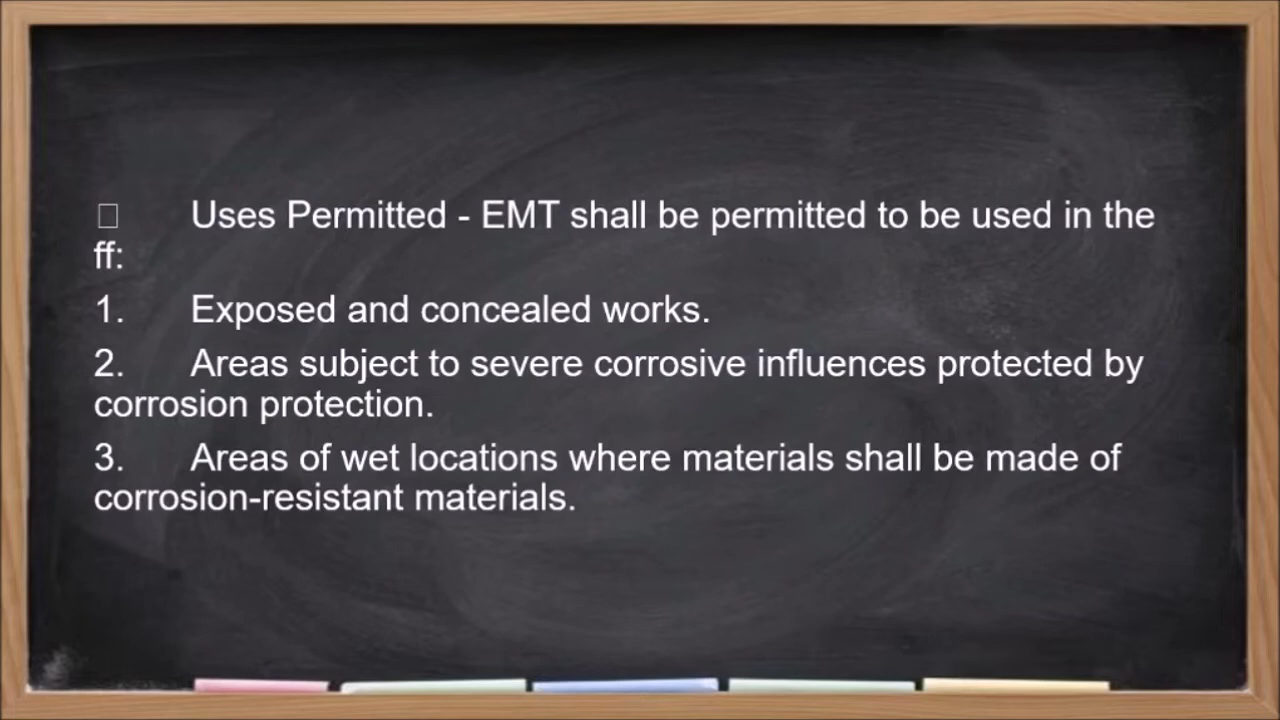 □ Uses Permitted - EMT shall be permitted to be used in the
ff:
1. Exposed and concealed works.
2. Areas subject to severe corrosive influences protected by
corrosion protection.
3. Areas of wet locations where materials shall be made of
corrosion-resistant materials.